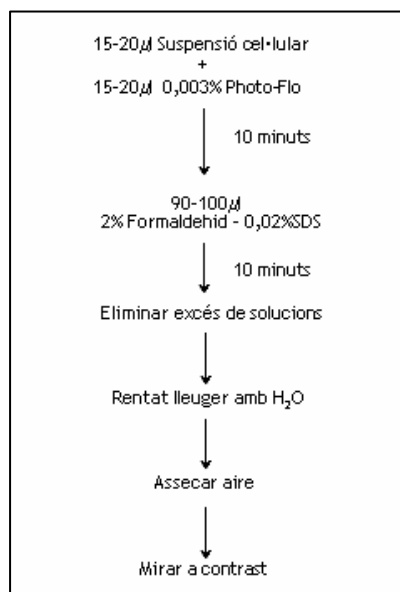 15-20µl Suspensió cel·lular
+
15-20µl 0,003% Photo-Flo
10 minuts
90-100µl
2% Formaldehid - 0,02%SDS
10 minuts
Eliminar excés de solucions
Rentat lleuger amb H₂O
Assecar aire
Mirar a contrast